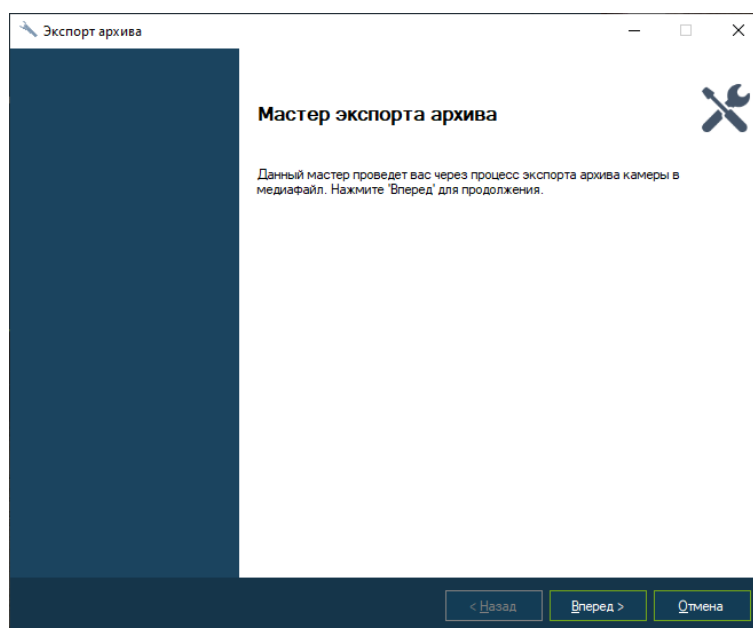 Экспорт архива
Мастер экспорта архива
Данный мастер проведет вас через процесс экспорта архива камеры в
медиафайл. Нажмите 'Вперед' для продолжения.
< Назад
Вперед >
Отмена